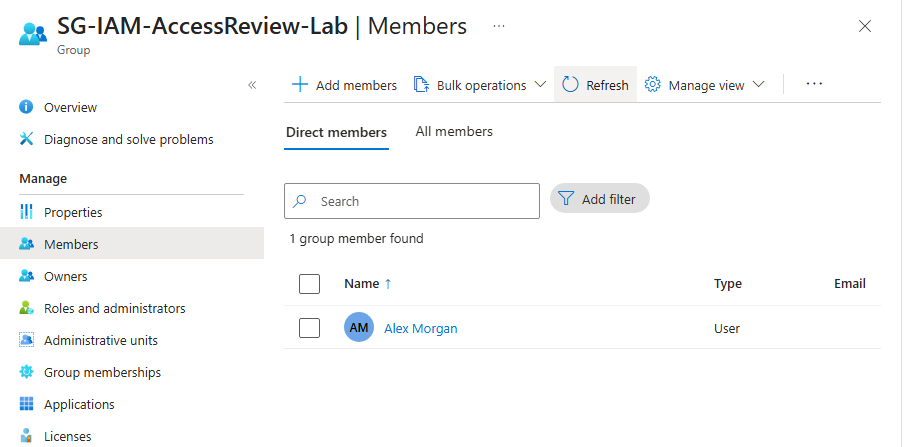 SG-IAM-AccessReview-Lab | Members ...
Group
Overview
Diagnose and solve problems
Manage
Properties
Members
Owners
Roles and administrators
Administrative units
Group memberships
Applications
Licenses
Add members Bulk operations Refresh Manage view ...
Direct members All members
Search
Add filter
1 group member found
Name ↑ Type Email
AM Alex Morgan User